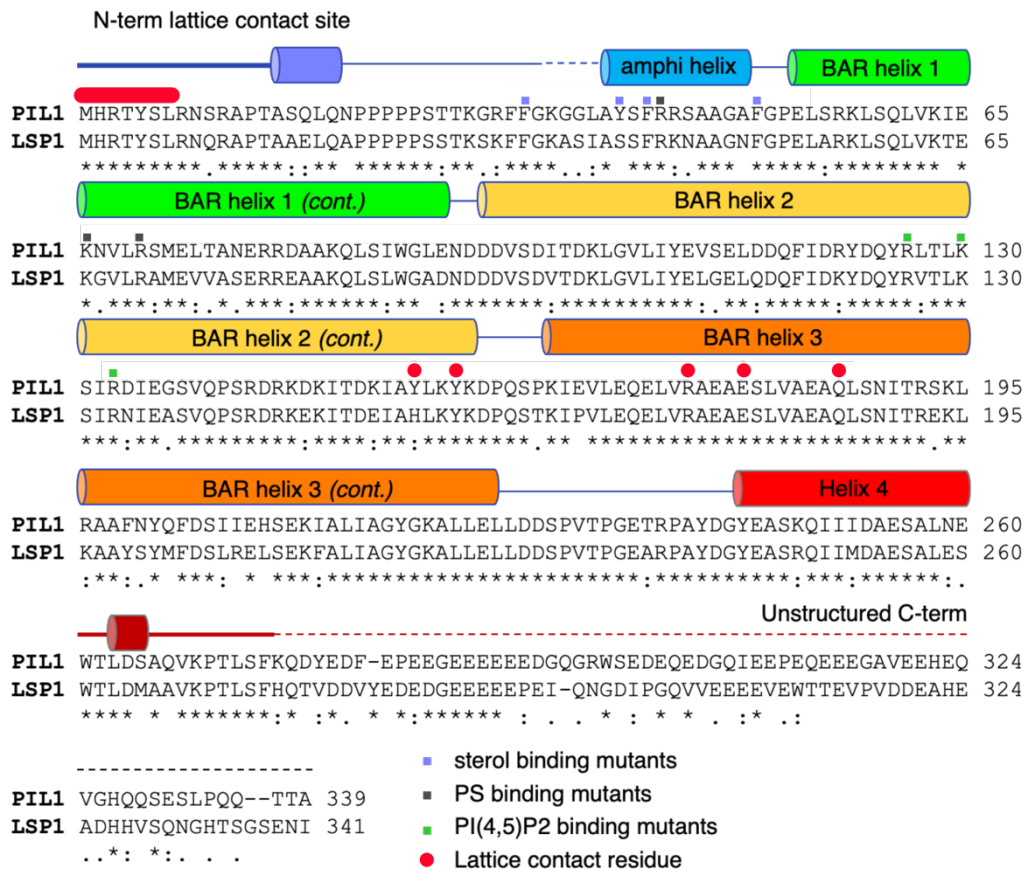 N-term lattice contact site
amphi helix
BAR helix 1
PIL1 MHRTYSLRNSRAPTASQLQNPPPPPSTTKGRFFGKGGLAYSFRRSAAGAFGPELSRKLSQLVKIE 65
LSP1 MHRTYSLRNQRAPTAAELQAPPPPPSSTKSKFFGKASIASSFRKNAAGNFGPELARKLSQLVKTE 65
*********.*****:.** ******:**.:****..:* ***:.*** *****:******** *
BAR helix 1 (cont.)
BAR helix 2
PIL1 KNVLRSMELTANERRDAAKQLSIWGLENDDDVSDITDKLGVLIYEVSELDDQFIDRYDQYRLTLK 130
LSP1 KGVLRAMEVVASERREAAKQLSLWGADNDDDVSDITDKLGVLIYELGELQDQFIDKYDQYRVTLK 130
*.***:**:.*.***:******:** :******************:.**:*****:*****:***
BAR helix 2 (cont.)
BAR helix 3
PIL1 SIRDIEGSVQPSRDRKDKITDKIAYLKYKDPQSPKIEVLEQELVRAEAESLVAEAQLSNITRSKL 195
LSP1 SIRNIEASVQPSRDRKEKITDEIAHLKYKDPQSTKIPVLEQELVRAEAESLVAEAQLSNITREKL 195
***:**.*********:****:**:********.** *************************.**
BAR helix 3 (cont.)
Helix 4
PIL1 RAAFNYQFDSIIEHSEKIALIAGYGKALLELLDDSPVTPGETRPAYDGYEASKQIIIDAESALNE 260
LSP1 KAAYSYMFDSLRELSEKFALIAGYGKALLELLDDSPVTPGEARPAYDGYEASRQIIMDAESALES 260
:**:.* ***: * ***:***********************:**********:***:******:.
Unstructured C-term
PIL1 WTLDSAQVKPTLSFKQDYEDF-EPEEGEEEEEEDGQGRWSEDEQEDGQIEEPEQEEEGAVEEHEQ 324
LSP1 WTLDMAAVKPTLSFHQTVDDVYEDEDGEEEEEEPEI-QNGDIPGQVVEEEEEVEWTTEVPVDDEAHE 324
**** * *******:* :*. * *:******* : . . * : * * . **:
PIL1 VGHQQSESLPQQ--TTA 339
LSP1 ADHHVSQNGHTSGSENI 341
..*: *:. . .
sterol binding mutants
PS binding mutants
PI(4,5)P2 binding mutants
Lattice contact residue